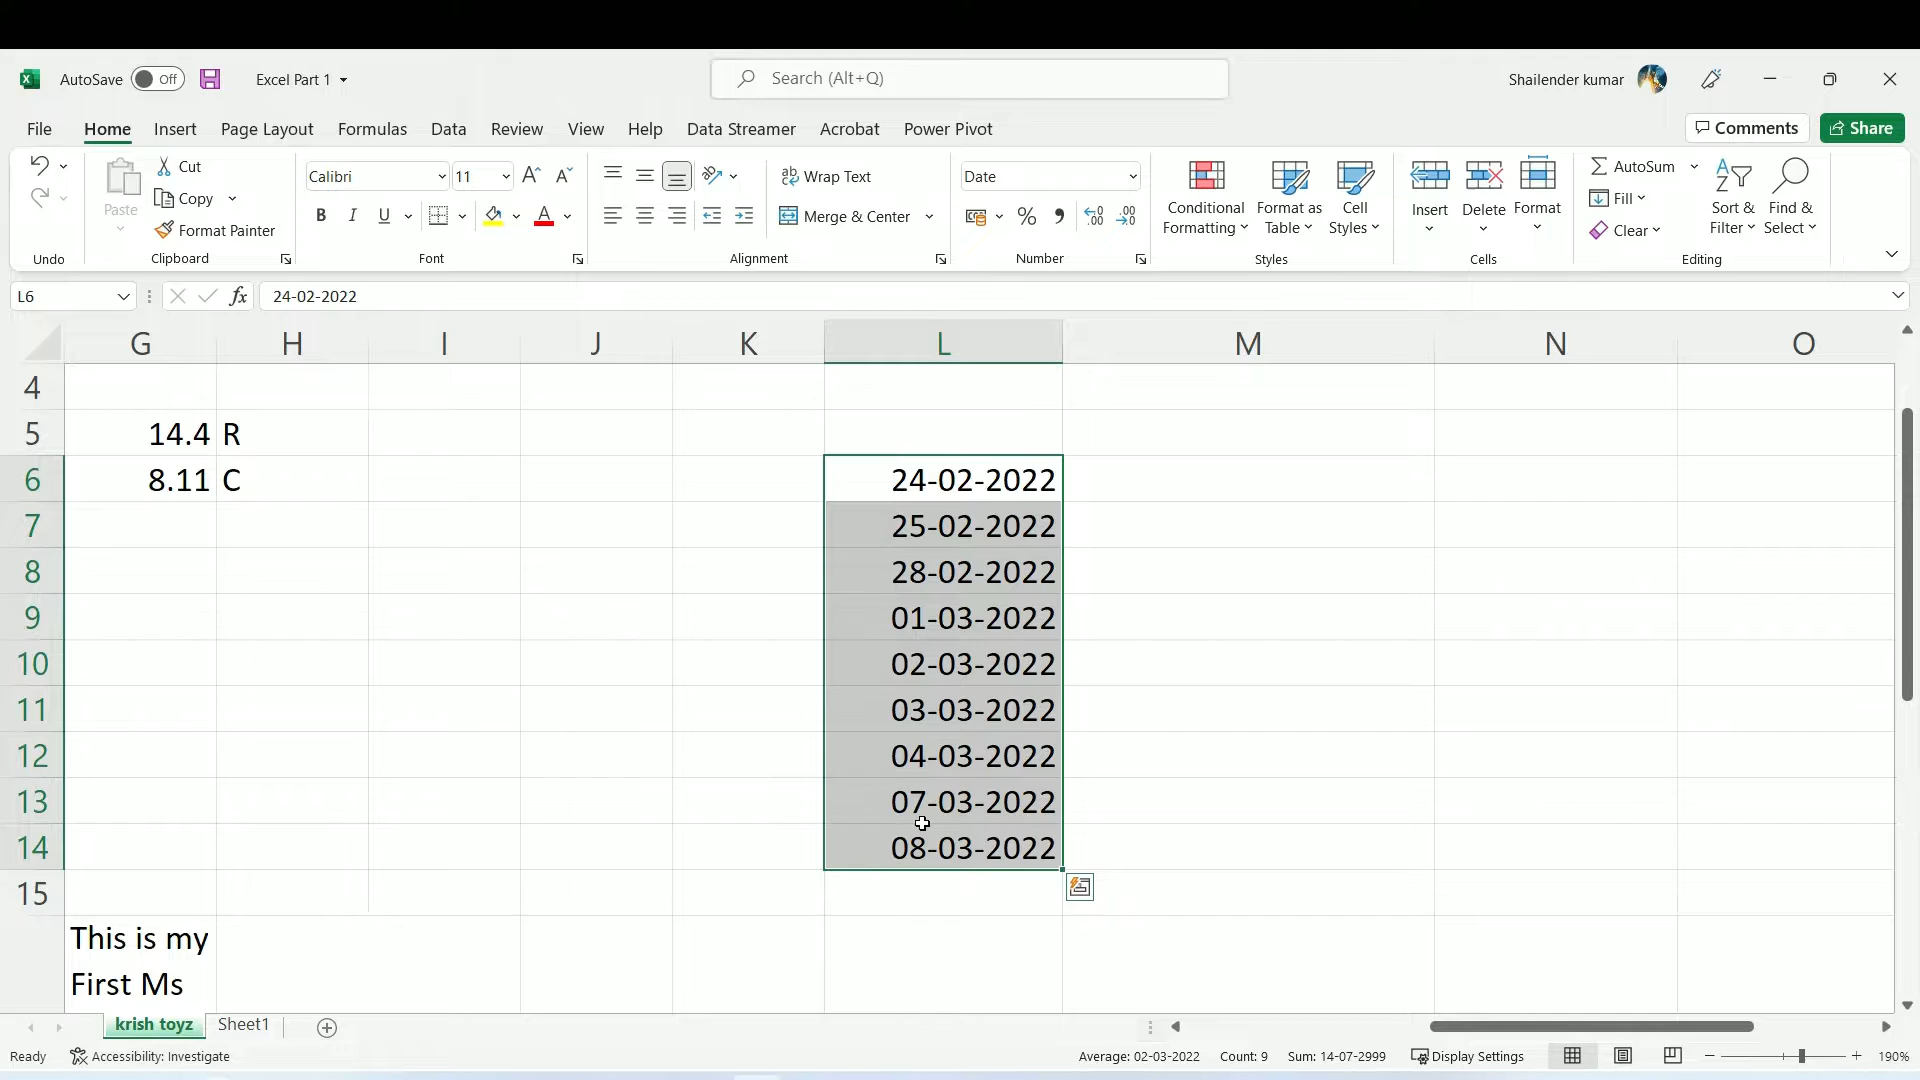 AutoSave Off Excel Part 1 Search (Alt+Q) Shailender kumar
File Home Insert Page Layout Formulas Data Review View Help Data Streamer Acrobat Power Pivot Comments Share
Undo
Paste
Cut
Copy
Format Painter
Clipboard
Calibri 11
B I U A
Font
Wrap Text
Merge & Center
Alignment
Date
%
Number
Conditional Formatting
Format as Table
Cell Styles
Styles
Insert Delete Format
Cells
AutoSum
Fill
Clear
Sort & Filter
Find & Select
Editing
L6 fx 24-02-2022
G H I J K L M N O
4
5 14.4 R
6 8.11 C 24-02-2022
7 25-02-2022
8 28-02-2022
9 01-03-2022
10 02-03-2022
11 03-03-2022
12 04-03-2022
13 07-03-2022
14 08-03-2022
15
This is my
First Ms
krish toyz Sheet1
Ready Accessibility: Investigate Average: 02-03-2022 Count: 9 Sum: 14-07-2999 Display Settings 190%